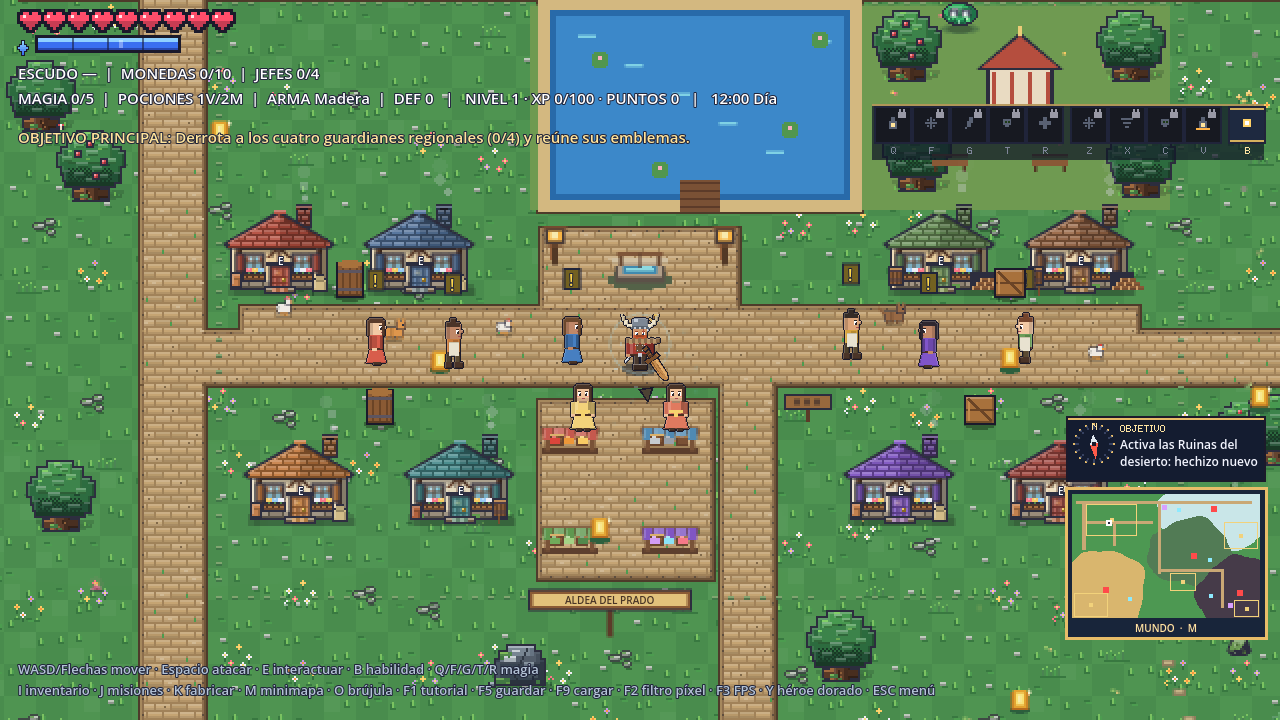 ESCUDO — | MONEDAS 0/10 | JEFES 0/4
MAGIA 0/5 | POCIONES 1V/2M | ARMA Madera | DEF 0 | NIVEL 1 · XP 0/100 · PUNTOS 0 | 12:00 Día
OBJETIVO PRINCIPAL: Derrota a los cuatro guardianes regionales (0/4) y reúne sus emblemas.
Q F G T R Z X C V B
E E E E
! ! ! ! ! !
E E E
N OBJETIVO
Activa las Ruinas del
desierto: hechizo nuevo
ALDEA DEL PRADO
MUNDO · M
WASD/Flechas mover · Espacio atacar · E interactuar · B habilidad · Q/F/G/T/R magia
I inventario · J misiones · K fabricar · M minimapa · O brújula · F1 tutorial · F5 guardar · F9 cargar · F2 filtro píxel · F3 FPS · Y héroe dorado · ESC menú